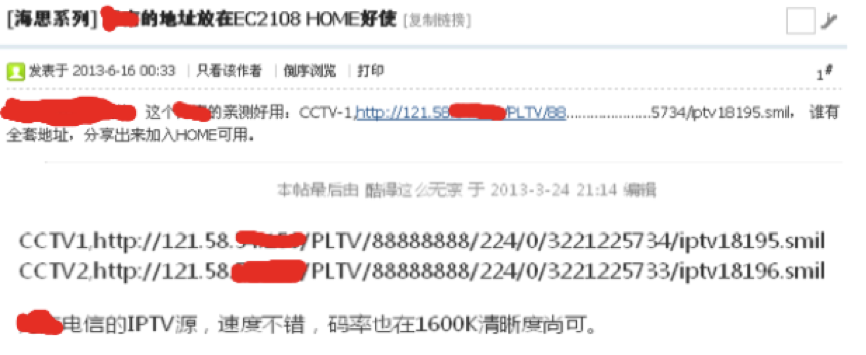 [海思系列] 的地址放在EC2108 HOME好使 [复制链接]
发表于 2013-6-16 00:33 | 只看该作者 | 倒序浏览 | 打印 1#
这个 的亲测好用：CCTV-1,http://121.58 /PLTV/88......................5734/iptv18195.smil， 谁有
全套地址，分享出来加入HOME可用。
本帖最后由 酷得这么无奈 于 2013-3-24 21:14 编辑
CCTV1,http://121.58. /PLTV/88888888/224/0/3221225734/iptv18195.smil
CCTV2,http://121.58. /PLTV/88888888/224/0/3221225733/iptv18196.smil
电信的IPTV源，速度不错，码率也在1600K清晰度尚可。